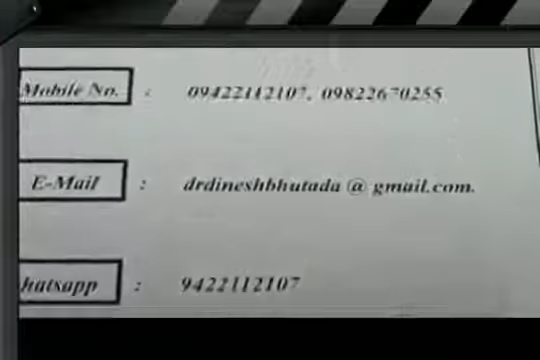 Mobile No. : 09422112107, 09822670255
E-Mail : drdineshbhutada @ gmail.com.
hatsapp : 9422112107